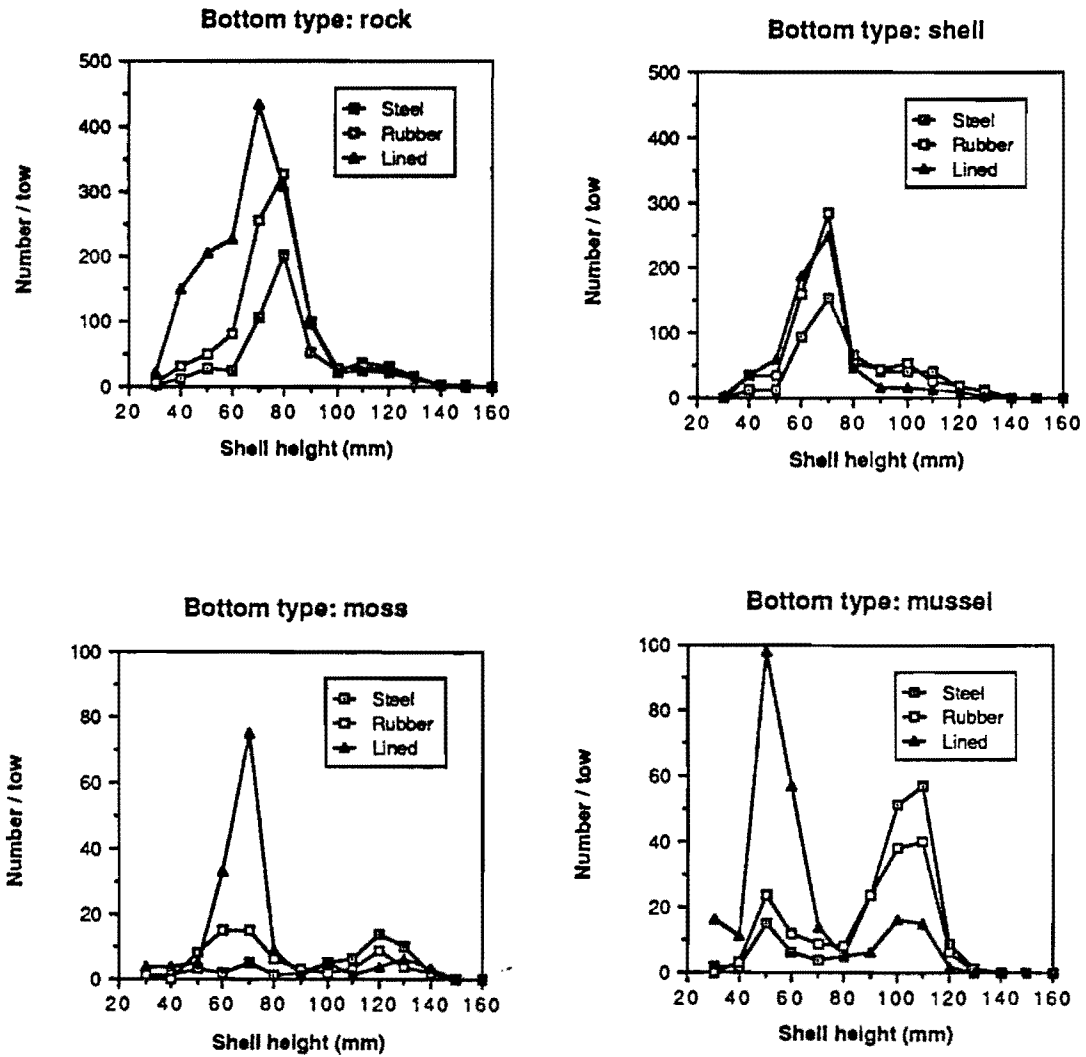 Bottom type: rock
500
400
300
200
100
0
Number / tow
Steel
Rubber
Lined
20 40 60 80 100 120 140 160
Shell height (mm)
Bottom type: shell
500
400
300
200
100
0
Number / tow
Steel
Rubber
Lined
20 40 60 80 100 120 140 160
Shell height (mm)
Bottom type: moss
100
80
60
40
20
0
Number / tow
Steel
Rubber
Lined
20 40 60 80 100 120 140 160
Shell height (mm)
Bottom type: mussel
100
80
60
40
20
0
Number / tow
Steel
Rubber
Lined
20 40 60 80 100 120 140 160
Shell height (mm)